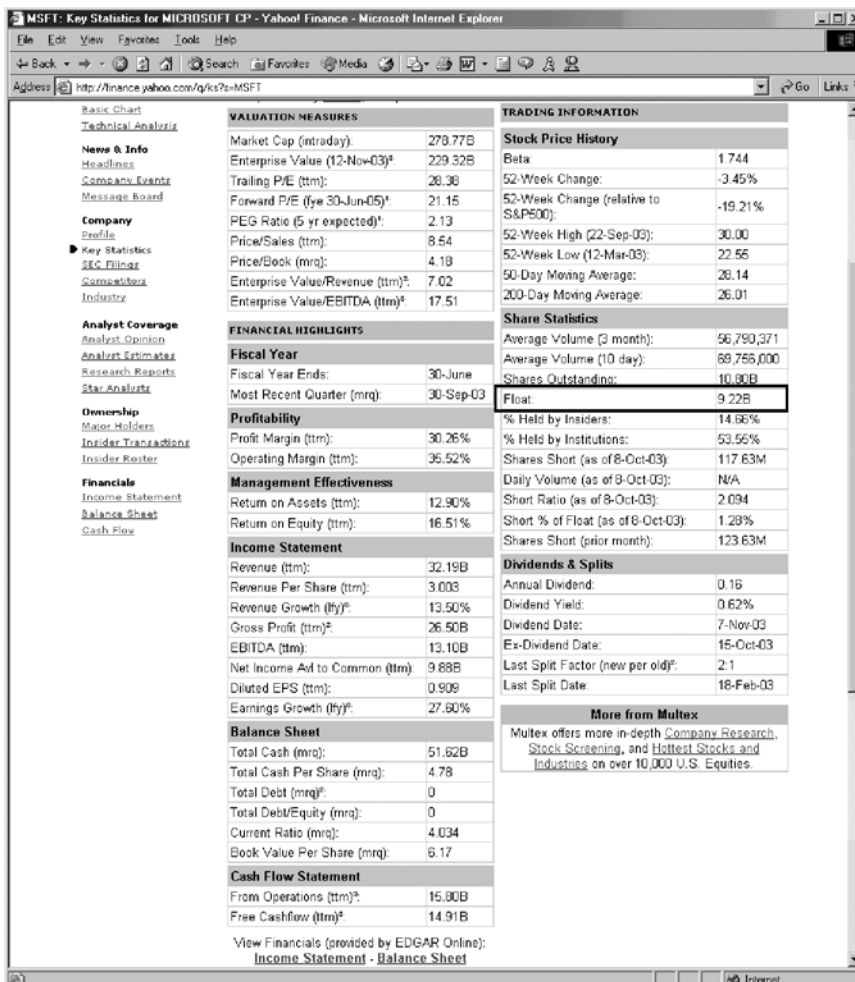 MSFT: Key Statistics for MICROSOFT CP - Yahoo! Finance - Microsoft Internet Explorer
File Edit View Favorites Tools Help
Back Search Favorites Media
Address http://finance.yahoo.com/q/ks?s=MSFT Go Links
Basic Chart
Technical Analysis
News & Info
Headlines
Company Events
Message Board
Company
Profile
Key Statistics
SEC Filings
Competitors
Industry
Analyst Coverage
Analyst Opinion
Analyst Estimates
Research Reports
Star Analysts
Ownership
Major Holders
Insider Transactions
Insider Roster
Financials
Income Statement
Balance Sheet
Cash Flow
VALUATION MEASURES
Market Cap (intraday): 278.77B
Enterprise Value (12-Nov-03)³: 229.32B
Trailing P/E (ttm): 28.38
Forward P/E (fye 30-Jun-05)¹: 21.15
PEG Ratio (5 yr expected)¹: 2.13
Price/Sales (ttm): 8.54
Price/Book (mrq): 4.18
Enterprise Value/Revenue (ttm)³: 7.02
Enterprise Value/EBITDA (ttm)³: 17.51
FINANCIAL HIGHLIGHTS
Fiscal Year
Fiscal Year Ends: 30-June
Most Recent Quarter (mrq): 30-Sep-03
Profitability
Profit Margin (ttm): 30.26%
Operating Margin (ttm): 35.52%
Management Effectiveness
Return on Assets (ttm): 12.90%
Return on Equity (ttm): 16.51%
Income Statement
Revenue (ttm): 32.19B
Revenue Per Share (ttm): 3.003
Revenue Growth (lfy)³: 13.50%
Gross Profit (ttm)²: 26.50B
EBITDA (ttm): 13.10B
Net Income Avl to Common (ttm): 9.88B
Diluted EPS (ttm): 0.909
Earnings Growth (lfy)³: 27.60%
Balance Sheet
Total Cash (mrq): 51.62B
Total Cash Per Share (mrq): 4.78
Total Debt (mrq)²: 0
Total Debt/Equity (mrq): 0
Current Ratio (mrq): 4.034
Book Value Per Share (mrq): 6.17
Cash Flow Statement
From Operations (ttm)³: 15.80B
Free Cashflow (ttm)³: 14.91B
View Financials (provided by EDGAR Online):
Income Statement - Balance Sheet
TRADING INFORMATION
Stock Price History
Beta: 1.744
52-Week Change: -3.45%
52-Week Change (relative to
S&P500): -19.21%
52-Week High (22-Sep-03): 30.00
52-Week Low (12-Mar-03): 22.55
50-Day Moving Average: 28.14
200-Day Moving Average: 26.01
Share Statistics
Average Volume (3 month): 56,790,371
Average Volume (10 day): 69,756,000
Shares Outstanding: 10.80B
Float: 9.22B
% Held by Insiders: 14.66%
% Held by Institutions: 53.55%
Shares Short (as of 8-Oct-03): 117.63M
Daily Volume (as of 8-Oct-03): N/A
Short Ratio (as of 8-Oct-03): 2.094
Short % of Float (as of 8-Oct-03): 1.28%
Shares Short (prior month): 123.63M
Dividends & Splits
Annual Dividend: 0.16
Dividend Yield: 0.62%
Dividend Date: 7-Nov-03
Ex-Dividend Date: 15-Oct-03
Last Split Factor (new per old)²: 2:1
Last Split Date: 18-Feb-03
More from Multex
Multex offers more in-depth Company Research,
Stock Screening, and Hottest Stocks and
Industries on over 10,000 U.S. Equities.
Internet